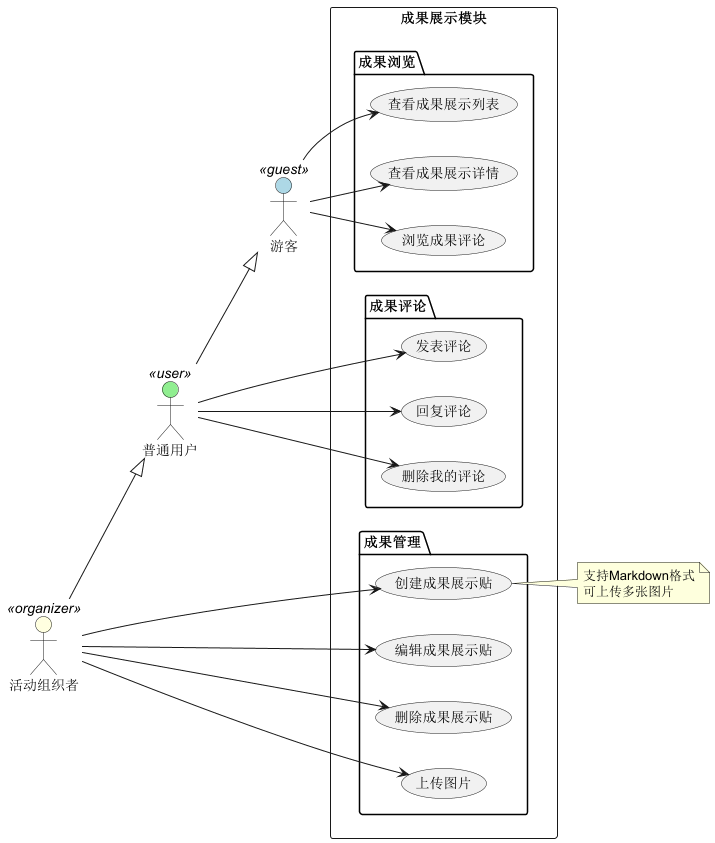 成果展示模块
成果浏览
查看成果展示列表
查看成果展示详情
浏览成果评论
«guest»
游客
成果评论
发表评论
回复评论
删除我的评论
«user»
普通用户
成果管理
创建成果展示贴
支持Markdown格式
可上传多张图片
编辑成果展示贴
删除成果展示贴
上传图片
«organizer»
活动组织者